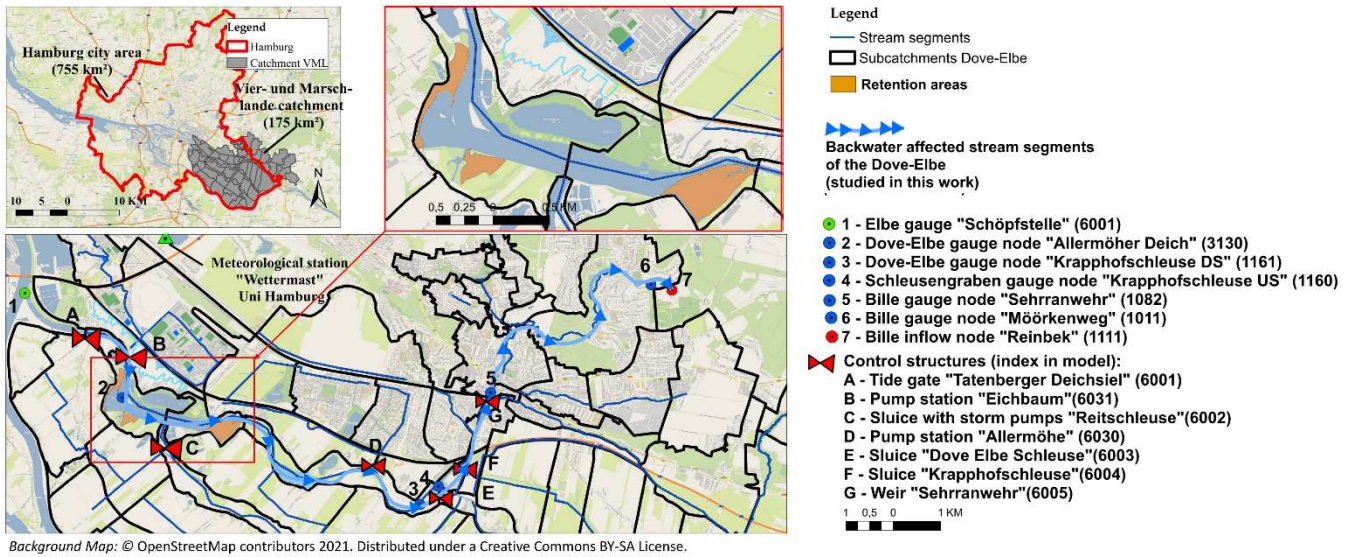 Legend
Hamburg
Catchment VML
Hamburg city area
(755 km²)
Vier- und Marsch-
lande catchment
(175 km²)
N
10 5 0 10 KM
0,5 0,25 0 0,5 KM
Legend
Stream segments
Subcatchments Dove-Elbe
Retention areas
Backwater affected stream segments
of the Dove-Elbe
(studied in this work)
1 - Elbe gauge "Schöpfstelle" (6001)
2 - Dove-Elbe gauge node "Allermöher Deich" (3130)
3 - Dove-Elbe gauge node "Krapphofschleuse DS" (1161)
4 - Schleusengraben gauge node "Krapphofschleuse US" (1160)
5 - Bille gauge node "Sehrranwehr" (1082)
6 - Bille gauge node "Möörkenweg" (1011)
7 - Bille inflow node "Reinbek" (1111)
Control structures (index in model):
A - Tide gate "Tatenberger Deichsiel" (6001)
B - Pump station "Eichbaum"(6031)
C - Sluice with storm pumps "Reitschleuse"(6002)
D - Pump station "Allermöhe" (6030)
E - Sluice "Dove Elbe Schleuse"(6003)
F - Sluice "Krapphofschleuse"(6004)
G - Weir "Sehrranwehr"(6005)
1 0,5 0 1 KM
Meteorological station
"Wettermast"
Uni Hamburg
1
A
B
2
C
D
3
4
E
F
G
5
6
7
Background Map: © OpenStreetMap contributors 2021. Distributed under a Creative Commons BY-SA License.